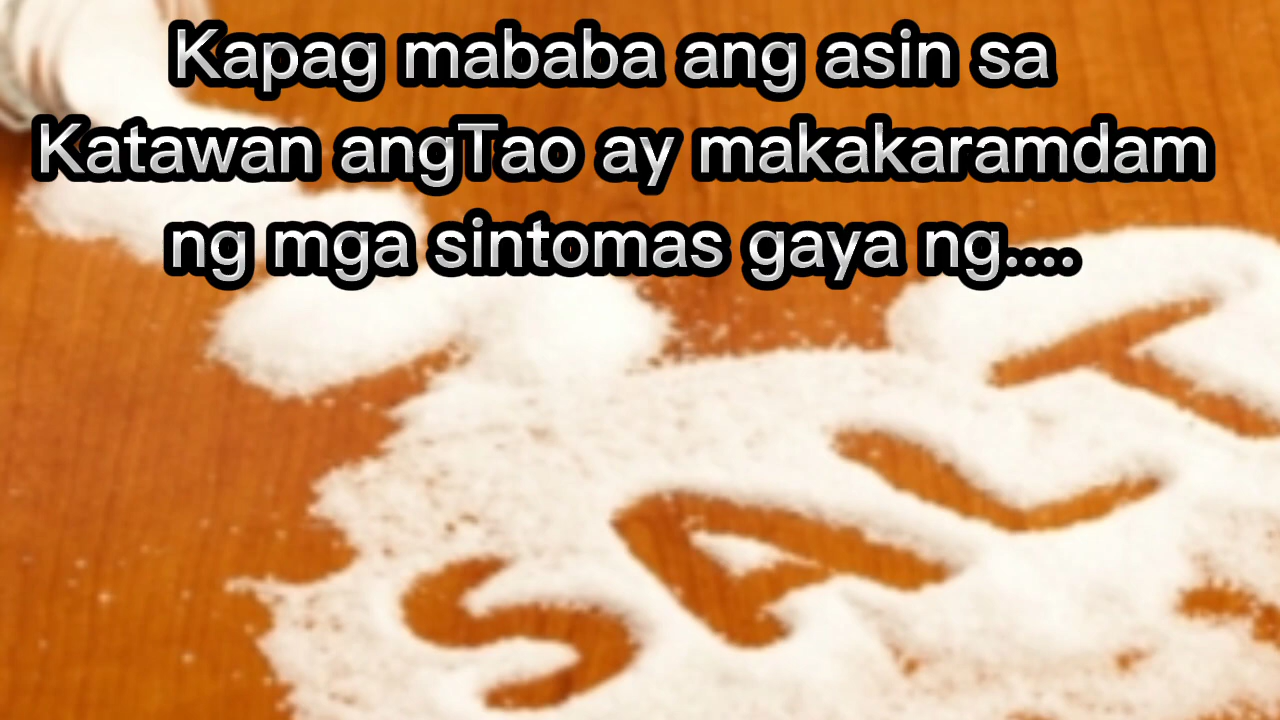 Kapag mababa ang asin sa
Katawan angTao ay makakaramdam
ng mga sintomas gaya ng....
SALT